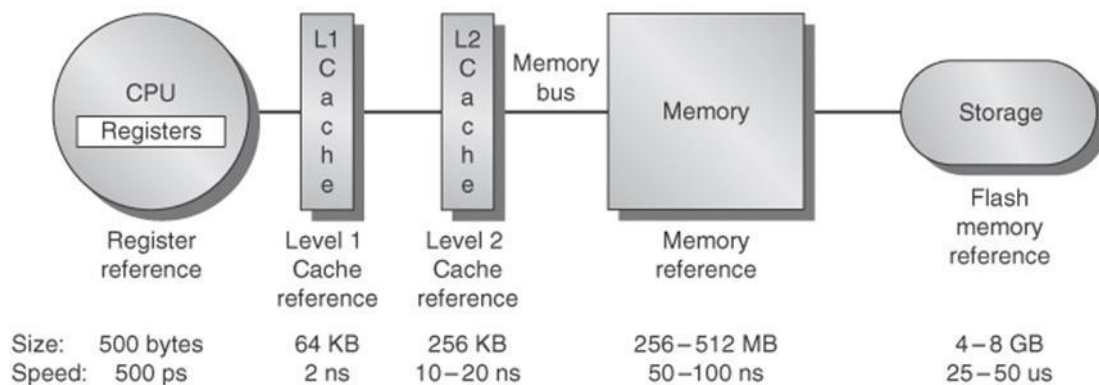 CPU
Registers
L1
C
a
c
h
e
L2
C
a
c
h
e
Memory
bus
Memory
Storage
Register
reference
Level 1
Cache
reference
Level 2
Cache
reference
Memory
reference
Flash
memory
reference
Size: 500 bytes 64 KB 256 KB 256–512 MB 4–8 GB
Speed: 500 ps 2 ns 10–20 ns 50–100 ns 25–50 us